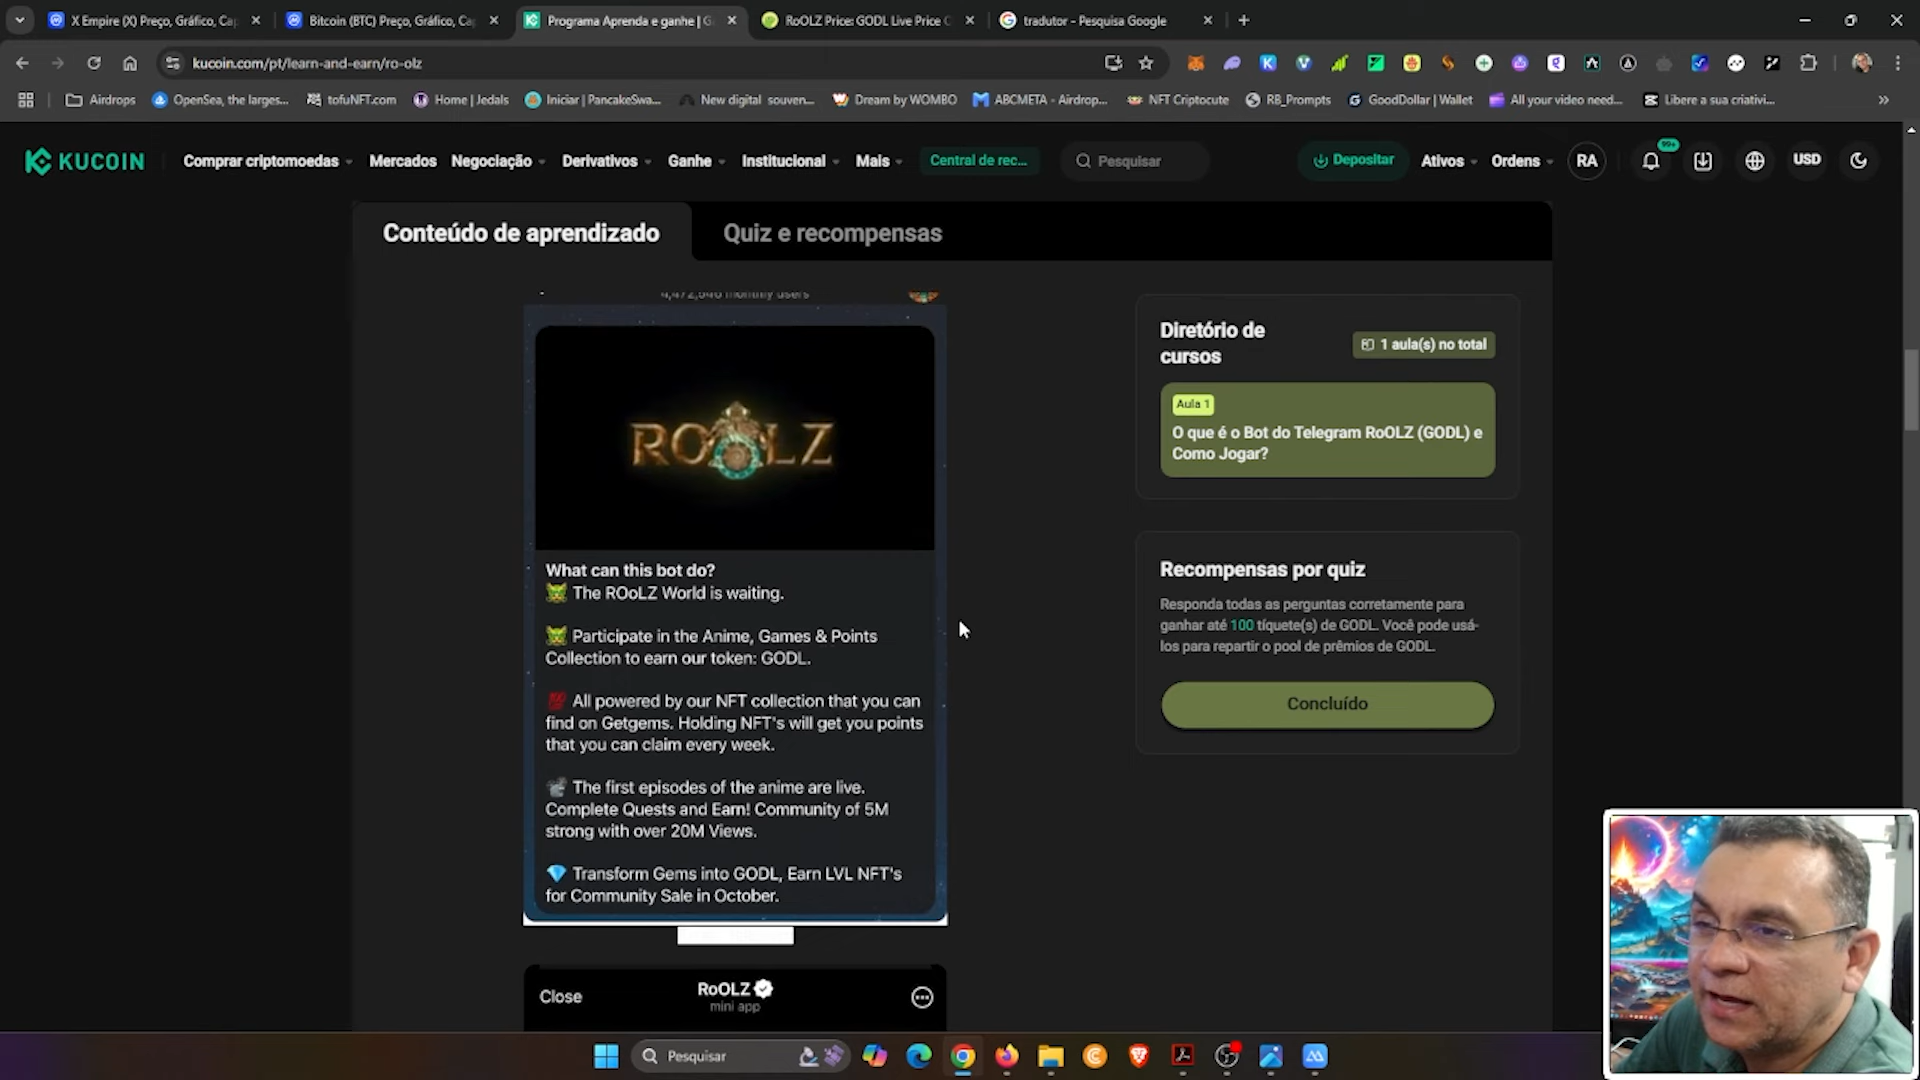 X Empire (X) Preço, Gráfico, Ca
Bitcoin (BTC) Preço, Gráfico, Ca
Programa Aprenda e ganhe | G
RoOLZ Price: GODL Live Price C
tradutor - Pesquisa Google
kucoin.com/pt/learn-and-earn/ro-olz
Airdrops
OpenSea, the larges...
tofuNFT.com
Home | Jedals
Iniciar | PancakeSwa...
New digital souven...
Dream by WOMBO
ABCMETA - Airdrop...
NFT Criptocute
RB_Prompts
GoodDollar | Wallet
All your video need...
Libere a sua criativi...
KUCOIN
Comprar criptomoedas
Mercados
Negociação
Derivativos
Ganhe
Institucional
Mais
Central de rec...
Pesquisar
Depositar
Ativos
Ordens
RA
99+
USD
Conteúdo de aprendizado
Quiz e recompensas
monthly users
ROOLZ
What can this bot do?
The ROoLZ World is waiting.
Participate in the Anime, Games & Points
Collection to earn our token: GODL.
💯 All powered by our NFT collection that you can
find on Getgems. Holding NFT's will get you points
that you can claim every week.
The first episodes of the anime are live.
Complete Quests and Earn! Community of 5M
strong with over 20M Views.
💎 Transform Gems into GODL, Earn LVL NFT's
for Community Sale in October.
Close
RoOLZ
mini app
Diretório de
cursos
1 aula(s) no total
Aula 1
O que é o Bot do Telegram RoOLZ (GODL) e
Como Jogar?
Recompensas por quiz
Responda todas as perguntas corretamente para
ganhar até 100 tíquete(s) de GODL. Você pode usá-
los para repartir o pool de prêmios de GODL.
Concluído
Pesquisar